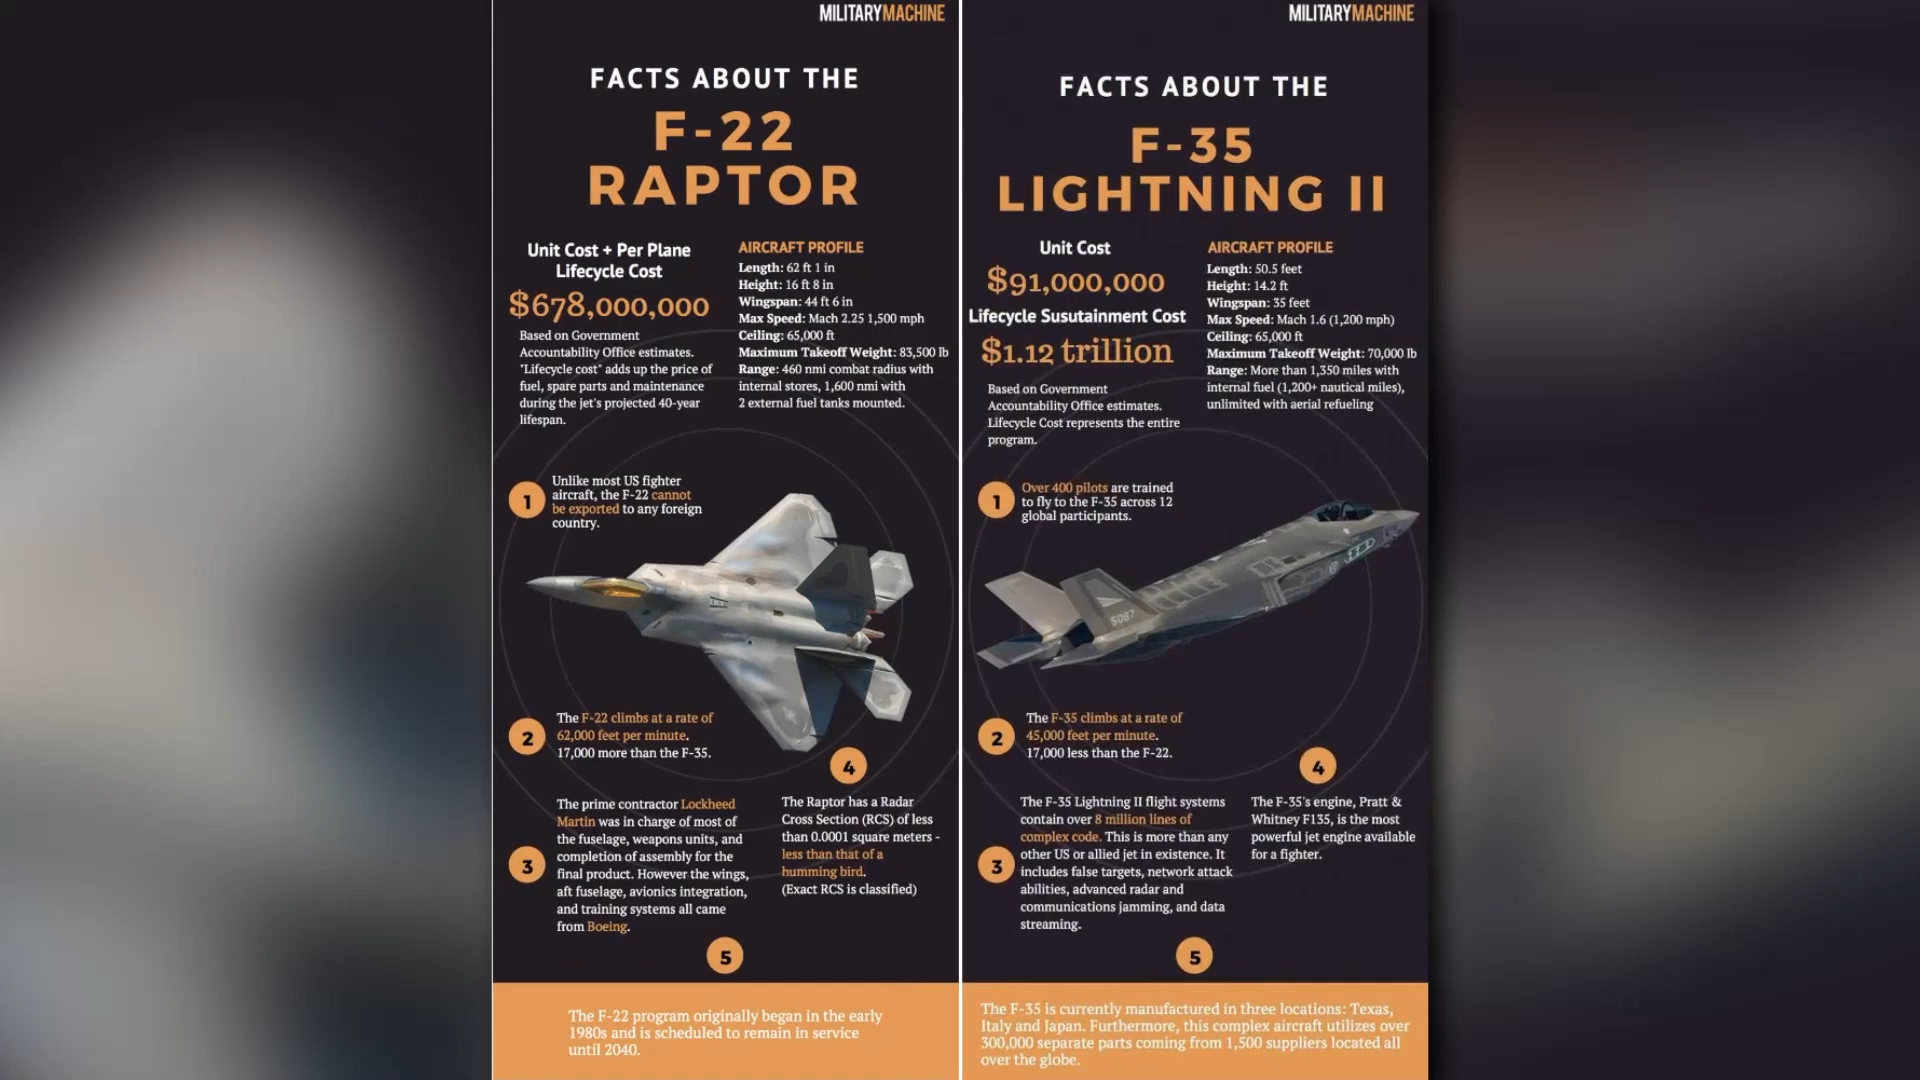 MILITARYMACHINE
FACTS ABOUT THE
F-22
RAPTOR
Unit Cost + Per Plane
Lifecycle Cost
$678,000,000
Based on Government
Accountability Office estimates.
"Lifecycle cost" adds up the price of
fuel, spare parts and maintenance
during the jet's projected 40-year
lifespan.
AIRCRAFT PROFILE
Length: 62 ft 1 in
Height: 16 ft 8 in
Wingspan: 44 ft 6 in
Max Speed: Mach 2.25 1,500 mph
Ceiling: 65,000 ft
Maximum Takeoff Weight: 83,500 lb
Range: 460 nmi combat radius with
internal stores, 1,600 nmi with
2 external fuel tanks mounted.
1
Unlike most US fighter
aircraft, the F-22 cannot
be exported to any foreign
country.
2
The F-22 climbs at a rate of
62,000 feet per minute.
17,000 more than the F-35.
3
The prime contractor Lockheed
Martin was in charge of most of
the fuselage, weapons units, and
completion of assembly for the
final product. However the wings,
aft fuselage, avionics integration,
and training systems all came
from Boeing.
4
The Raptor has a Radar
Cross Section (RCS) of less
than 0.0001 square meters -
less than that of a
humming bird.
(Exact RCS is classified)
5
The F-22 program originally began in the early
1980s and is scheduled to remain in service
until 2040.
MILITARYMACHINE
FACTS ABOUT THE
F-35
LIGHTNING II
Unit Cost
$91,000,000
Lifecycle Susutainment Cost
$1.12 trillion
Based on Government
Accountability Office estimates.
Lifecycle Cost represents the entire
program.
AIRCRAFT PROFILE
Length: 50.5 feet
Height: 14.2 ft
Wingspan: 35 feet
Max Speed: Mach 1.6 (1,200 mph)
Ceiling: 65,000 ft
Maximum Takeoff Weight: 70,000 lb
Range: More than 1,350 miles with
internal fuel (1,200+ nautical miles),
unlimited with aerial refueling
1
Over 400 pilots are trained
to fly to the F-35 across 12
global participants.
5087
2
The F-35 climbs at a rate of
45,000 feet per minute.
17,000 less than the F-22.
3
The F-35 Lightning II flight systems
contain over 8 million lines of
complex code. This is more than any
other US or allied jet in existence. It
includes false targets, network attack
abilities, advanced radar and
communications jamming, and data
streaming.
4
The F-35's engine, Pratt &
Whitney F135, is the most
powerful jet engine available
for a fighter.
5
The F-35 is currently manufactured in three locations: Texas,
Italy and Japan. Furthermore, this complex aircraft utilizes over
300,000 separate parts coming from 1,500 suppliers located all
over the globe.